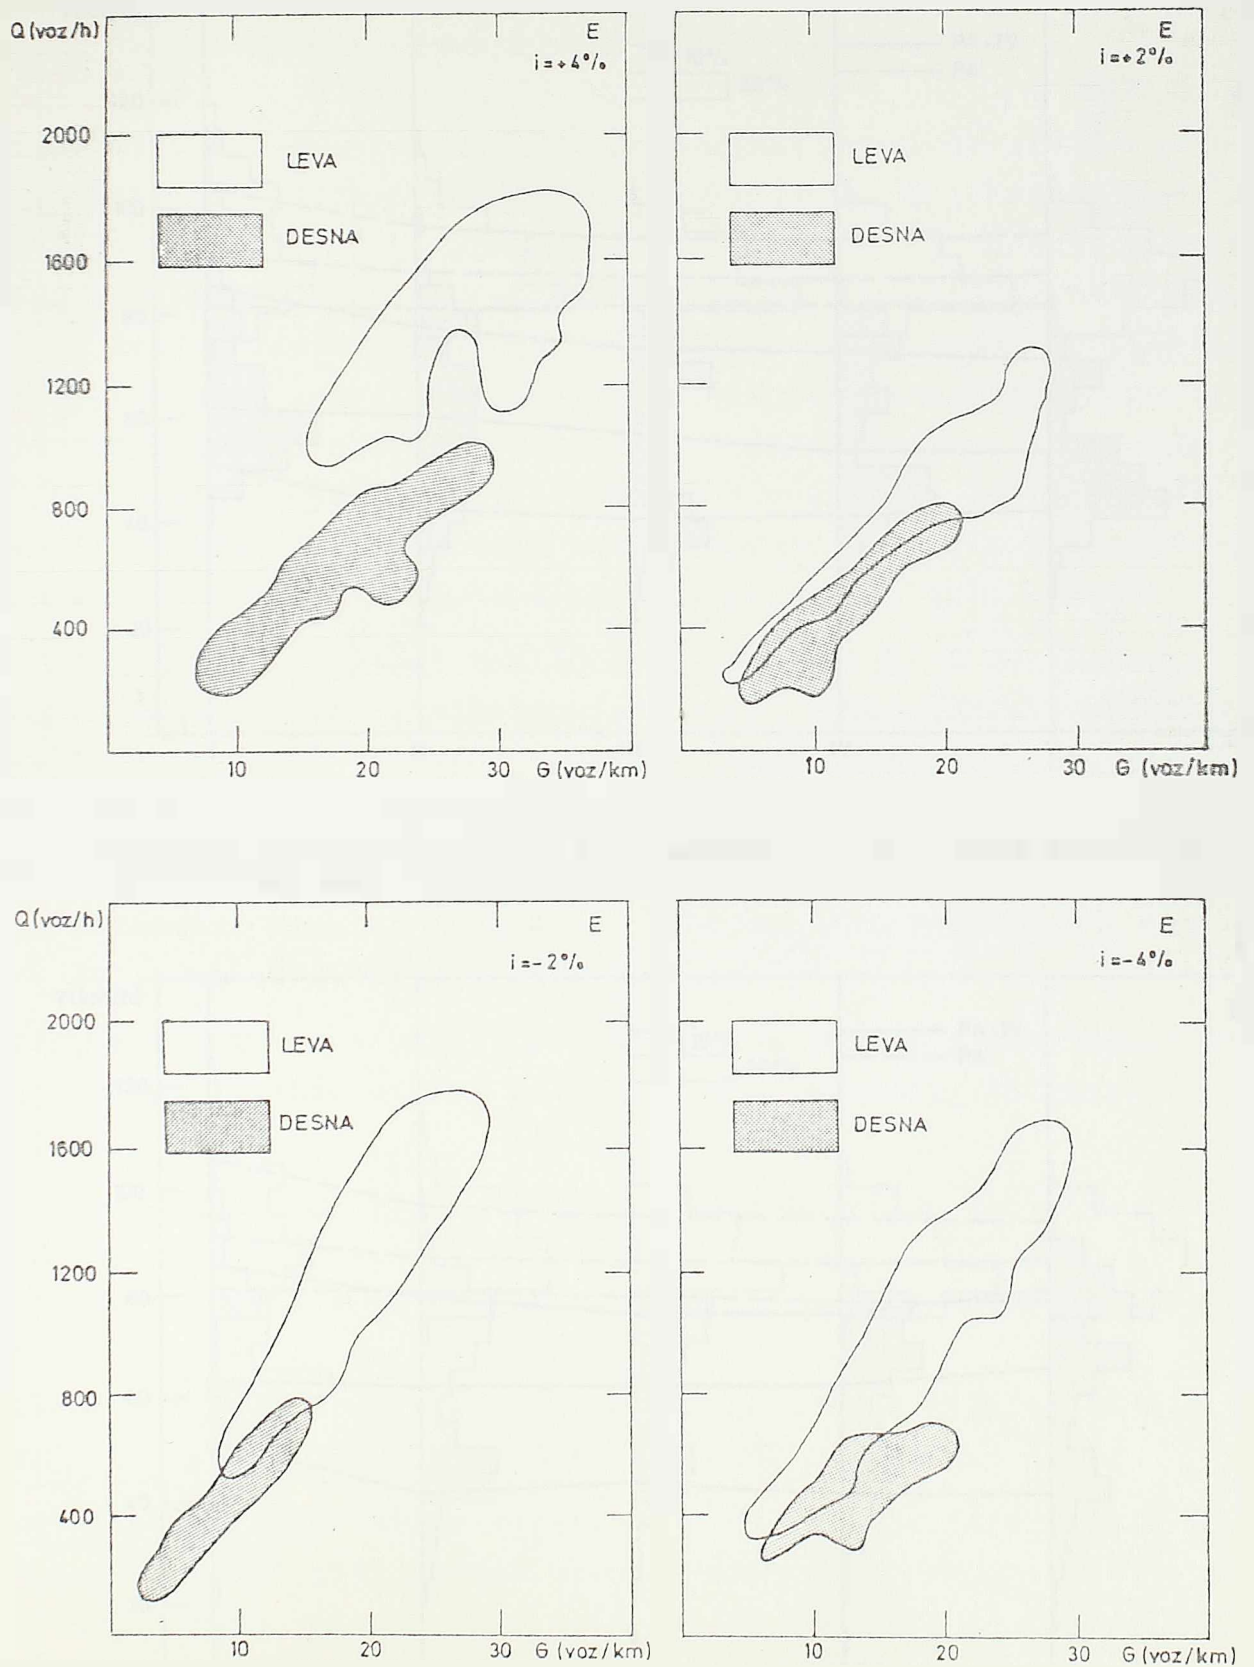 Q (voz/h)
E
i = + 4%
2000
1600
1200
800
400
LEVA
DESNA
10 20 30 G (voz/km)
E
i = + 2%
LEVA
DESNA
10 20 30 G (voz/km)
Q (voz/h)
E
i = - 2%
2000
1600
1200
800
400
LEVA
DESNA
10 20 30 G (voz/km)
E
i = - 4%
LEVA
DESNA
10 20 30 G (voz/km)